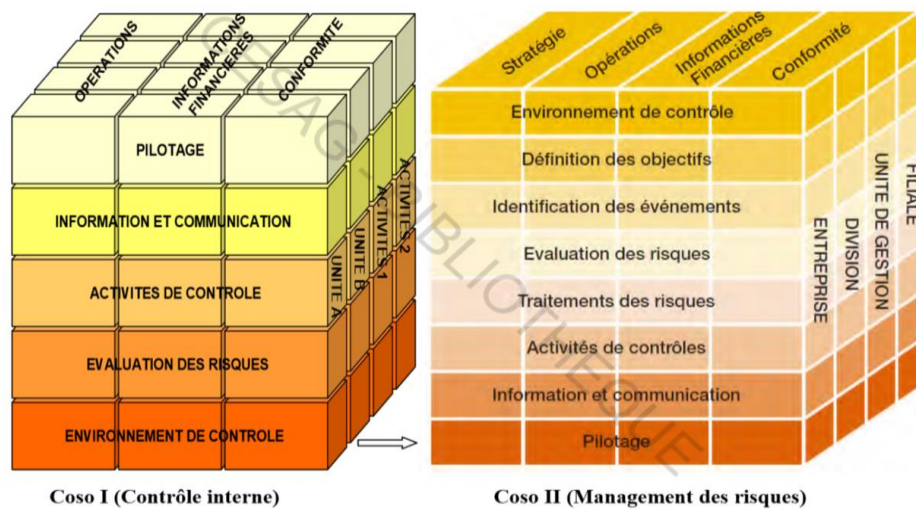 OPERATIONS
INFORMATIONS
FINANCIÈRES
CONFORMITE
PILOTAGE
INFORMATION ET COMMUNICATION
ACTIVITES DE CONTROLE
EVALUATION DES RISQUES
ENVIRONNEMENT DE CONTROLE
UNITE A
UNITE B
ACTIVITES 1
ACTIVITES 2
Coso I (Contrôle interne)
Stratégie
Opérations
Informations
Financières
Conformité
Environnement de contrôle
Définition des objectifs
Identification des événements
Evaluation des risques
Traitements des risques
Activités de contrôles
Information et communication
Pilotage
ENTREPRISE
DIVISION
UNITE DE GESTION
FILIALE
Coso II (Management des risques)
CESAG - BIBLIOTHEQUE